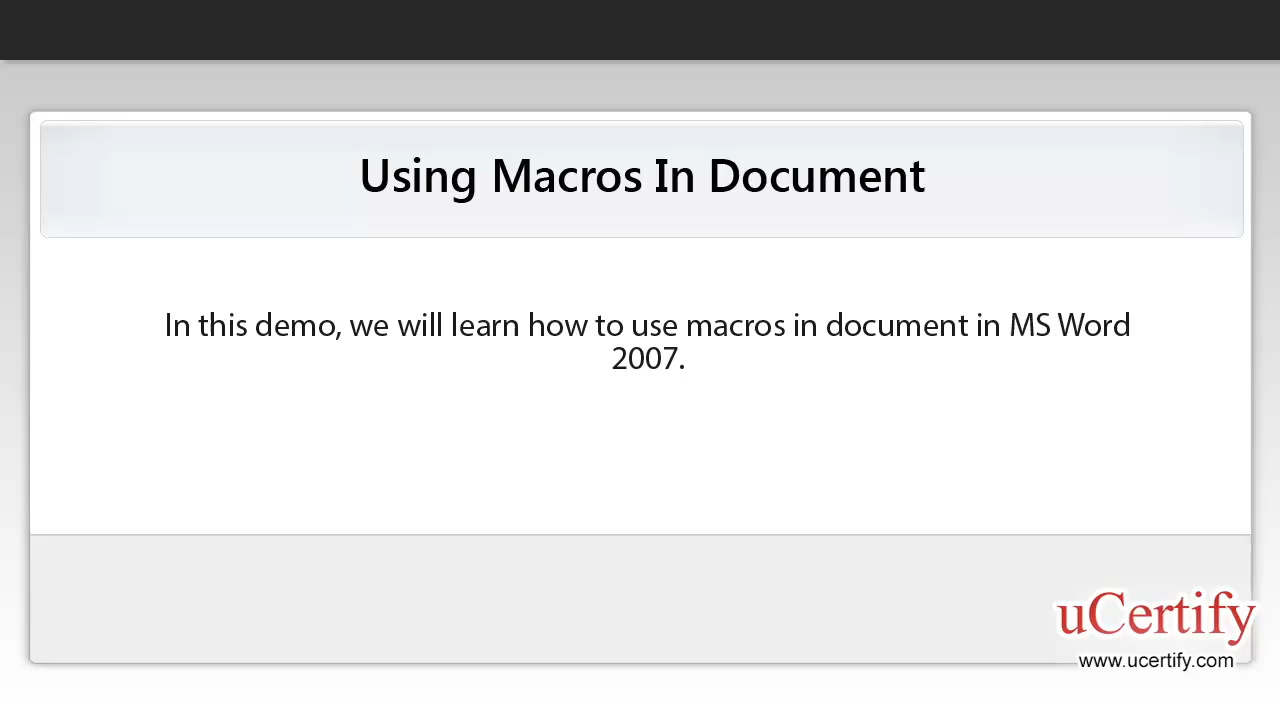 Using Macros In Document
In this demo, we will learn how to use macros in document in MS Word
2007.
uCertify
www.ucertify.com